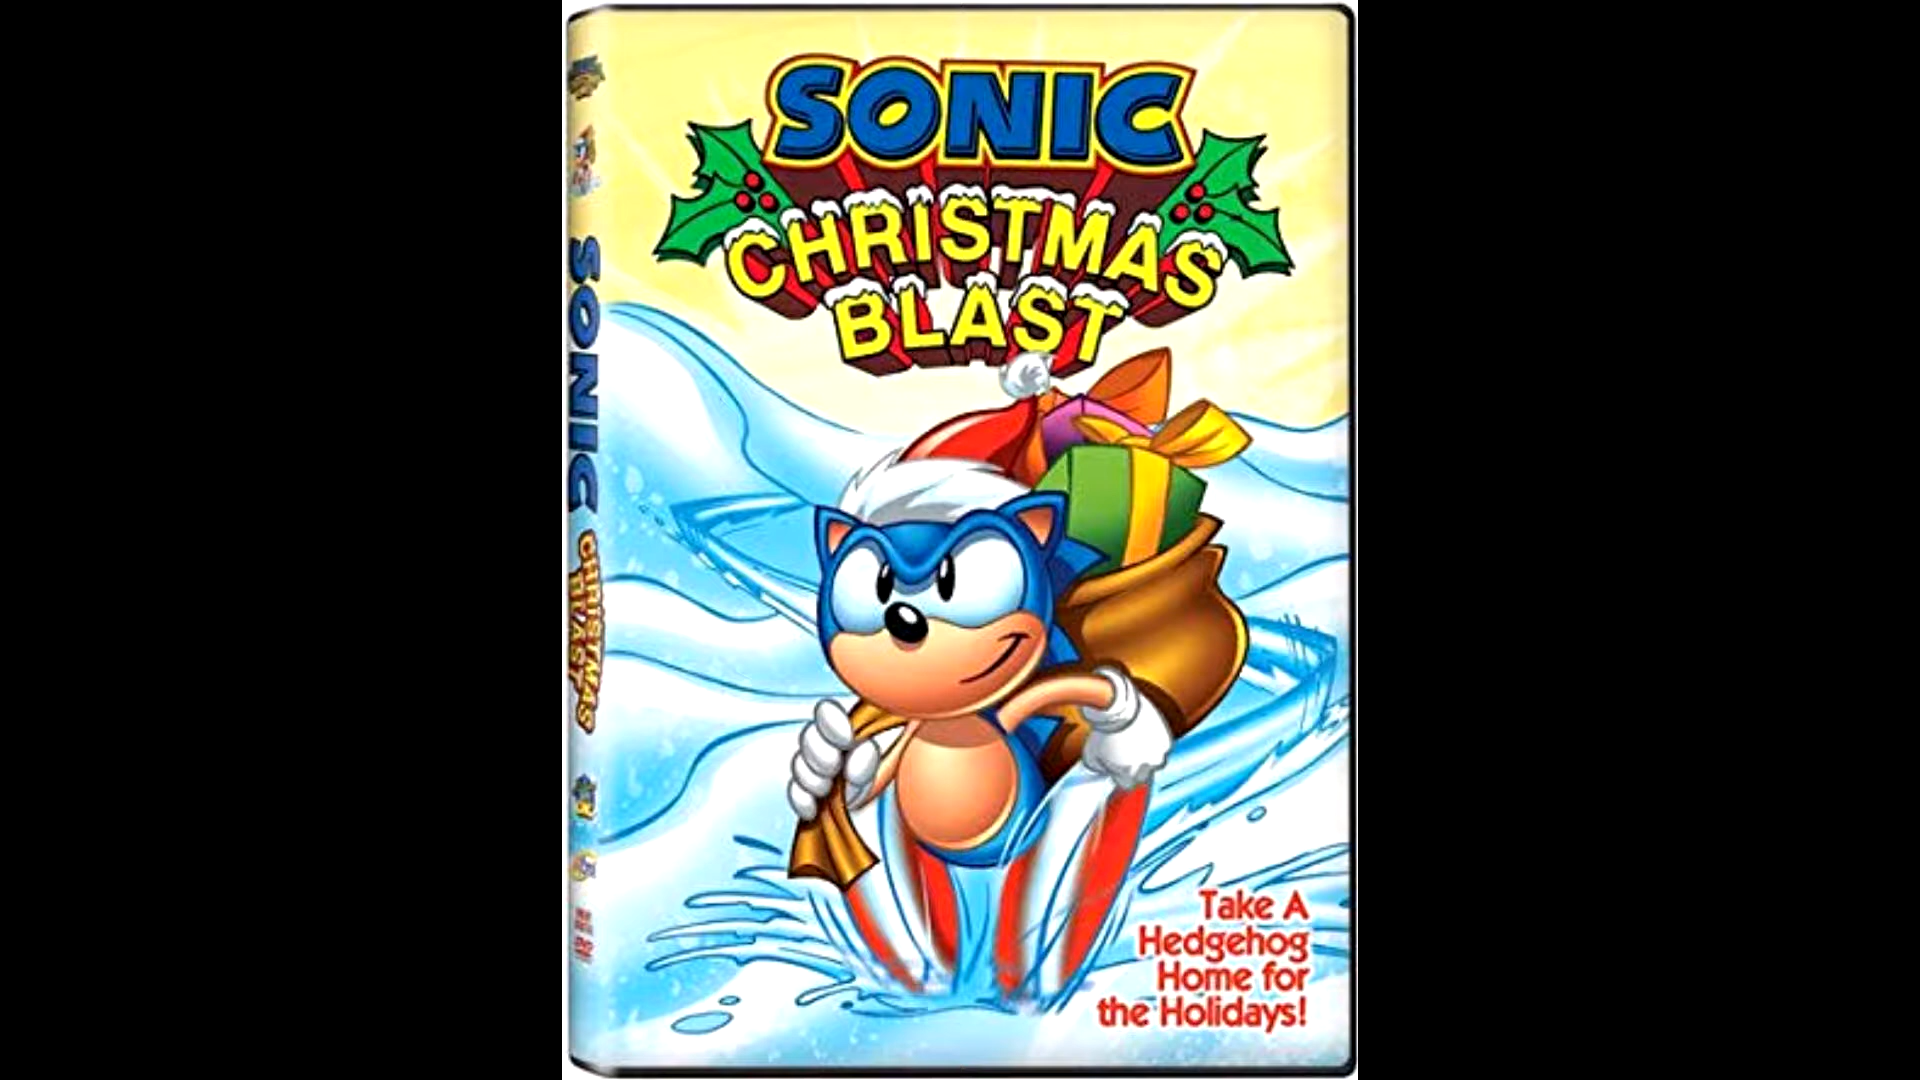 SONIC
CHRISTMAS
BLAST
Take A
Hedgehog
Home for
the Holidays!
SONIC
CHRISTMAS
BLAST